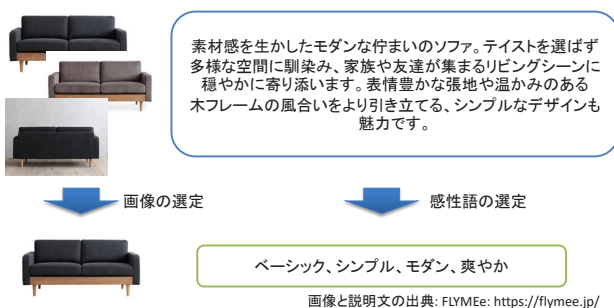 素材感を生かしたモダンな佇まいのソファ。テイストを選ばず
多様な空間に馴染み、家族や友達が集まるリビングシーンに
穏やかに寄り添います。表情豊かな張地や温かみのある
木フレームの風合いをより引き立てる、シンプルなデザインも
魅力です。
画像の選定
感性語の選定
ベーシック、シンプル、モダン、爽やか
画像と説明文の出典: FLYMEe: https://flymee.jp/